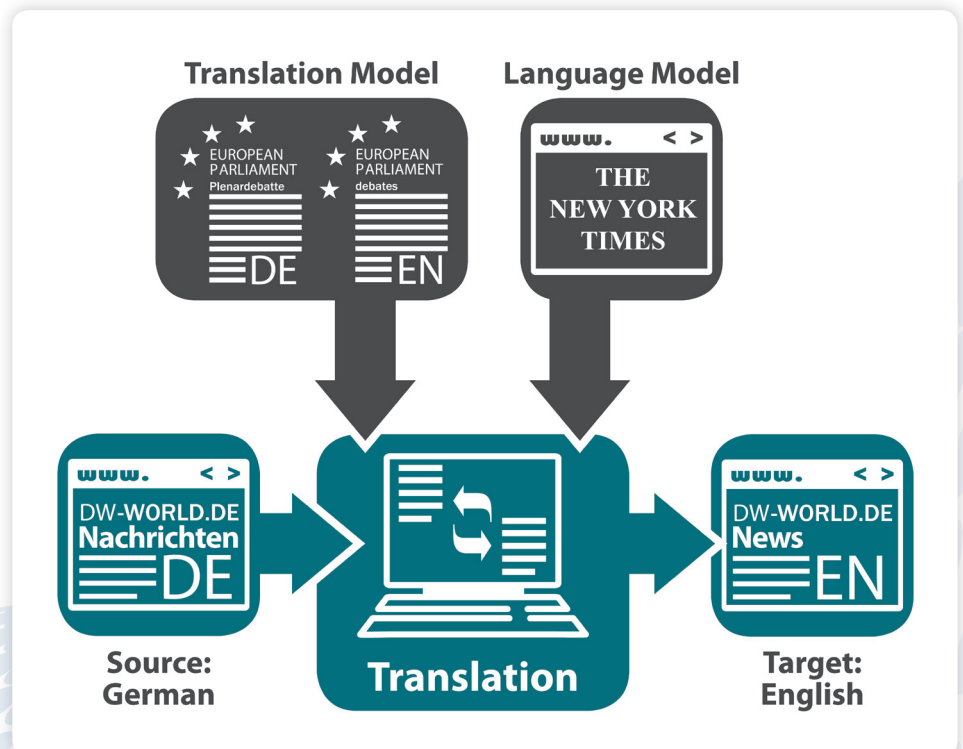 Translation Model
Language Model
EUROPEAN
PARLIAMENT
Plenardebatte
DE
EUROPEAN
PARLIAMENT
debates
EN
www. < >
THE
NEW YORK
TIMES
www. < >
DW-WORLD.DE
Nachrichten
DE
Source:
German
Translation
www. < >
DW-WORLD.DE
News
EN
Target:
English